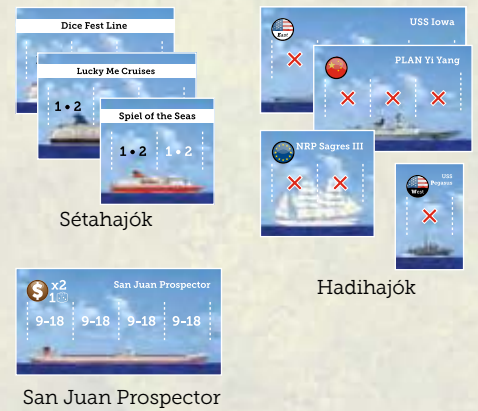 Dice Fest Line
Lucky Me Cruises
1 • 2
Spiel of the Seas
1 • 2 1 • 2
Sétahajók
USS Iowa
East
PLAN Yi Yang
NRP Sagres III
USS
Pegasus
West
Hadihajók
$ x2
1
San Juan Prospector
9-18 9-18 9-18 9-18
San Juan Prospector